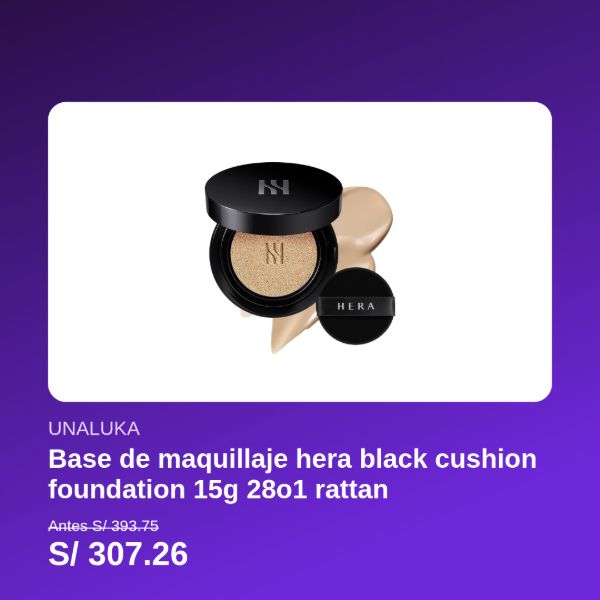 HERA
UNALUKA
Base de maquillaje hera black cushion
foundation 15g 28o1 rattan
Antes S/ 393.75
S/ 307.26